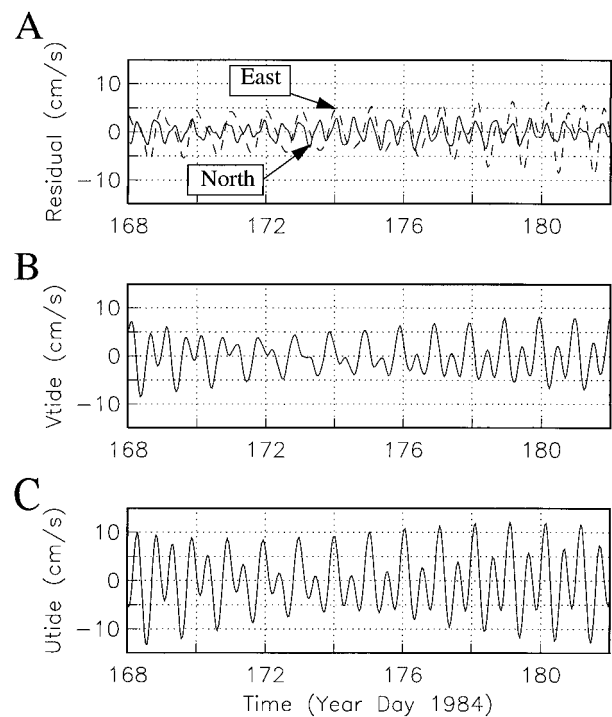 A
Residual (cm/s)
10
0
-10
East
North
168
172
176
180
B
Vtide (cm/s)
10
0
-10
168
172
176
180
C
Utide (cm/s)
10
0
-10
168
172
176
180
Time (Year Day 1984)